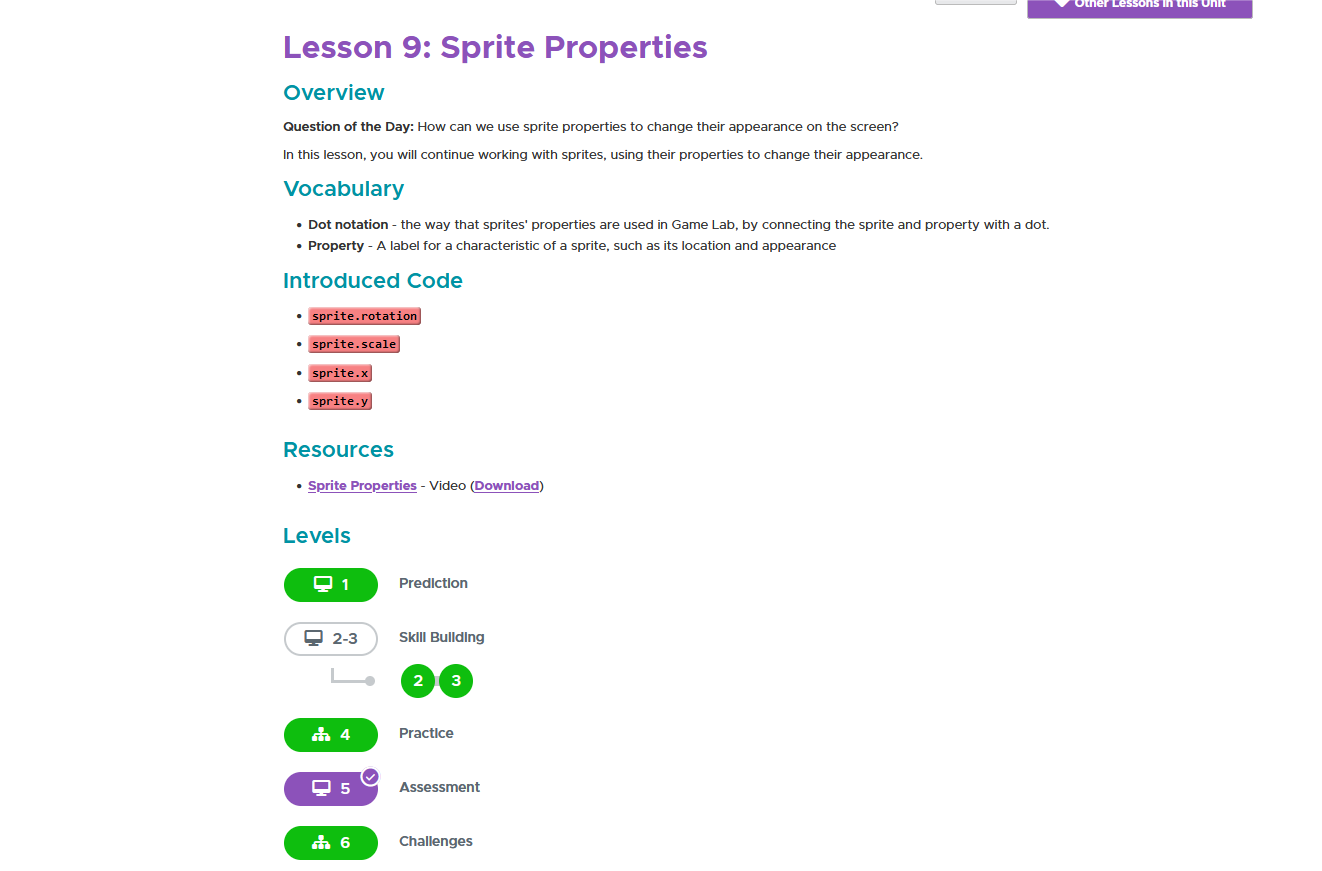 Other Lessons in this Unit
Lesson 9: Sprite Properties
Overview
Question of the Day: How can we use sprite properties to change their appearance on the screen?
In this lesson, you will continue working with sprites, using their properties to change their appearance.
Vocabulary
• Dot notation - the way that sprites' properties are used in Game Lab, by connecting the sprite and property with a dot.
• Property - A label for a characteristic of a sprite, such as its location and appearance
Introduced Code
• sprite.rotation
• sprite.scale
• sprite.x
• sprite.y
Resources
• Sprite Properties - Video (Download)
Levels
1 Prediction
2-3 Skill Building
2 3
4 Practice
5 Assessment
6 Challenges